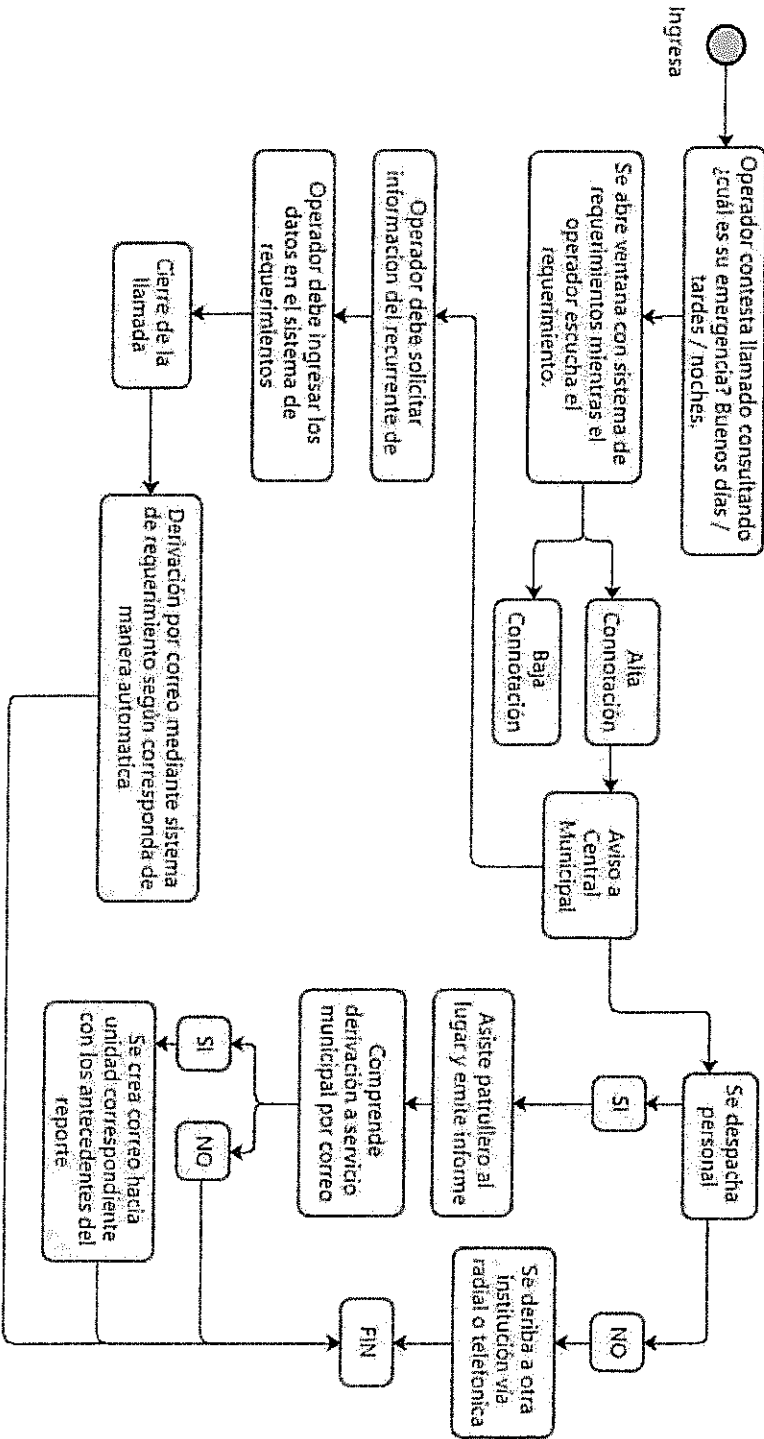 Ingresa
Operador contesta llamado consultando
¿cuál es su emergencia? Buenos días /
tardes / noches.
Se abre ventana con sistema de
requerimientos mientras el
operador escucha el
requerimiento.
Alta
Connotación
Baja
Connotación
Aviso a
Central
Municipal
Se despacha
personal
SI
NO
Operador debe solicitar
informacion del recurrente de
Asiste patrullero al
lugar y emite informe
Se deriba a otra
institución vía
radial o telefonica
Operador debe ingresar los
datos en el sistema de
requerimientos
Comprende
derivación a servicio
municipal por correo
FIN
Cierre de la
llamada
SI
NO
Derivación por correo mediante sistema
de requerimiento según corresponda de
manera automatica
Se crea correo hacia
unidad correspondiente
con los antecedentes del
reporte